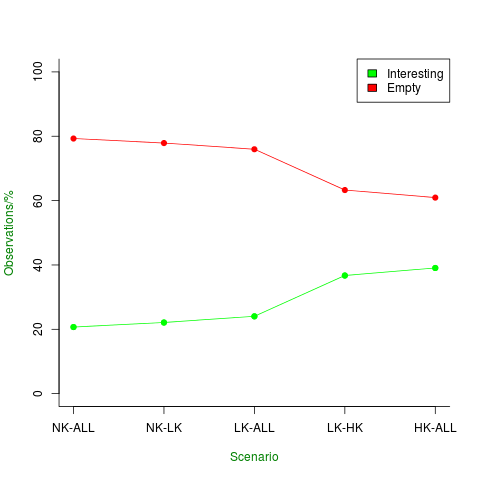 Interesting
Empty
Observations/%
100
80
60
40
20
0
NK-ALL NK-LK LK-ALL LK-HK HK-ALL
Scenario